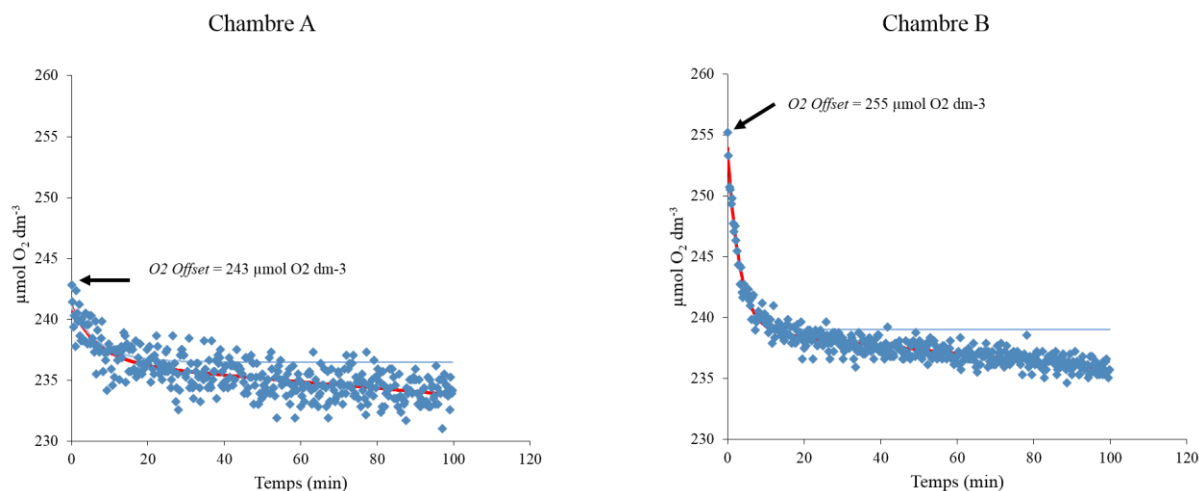 Chambre A
260
255
250
245
240
235
230
µmol O₂ dm⁻³
O2 Offset = 243 µmol O2 dm-3
0 20 40 60 80 100 120
Temps (min)
Chambre B
260
255
250
245
240
235
230
µmol O₂ dm⁻³
O2 Offset = 255 µmol O2 dm-3
0 20 40 60 80 100 120
Temps (min)